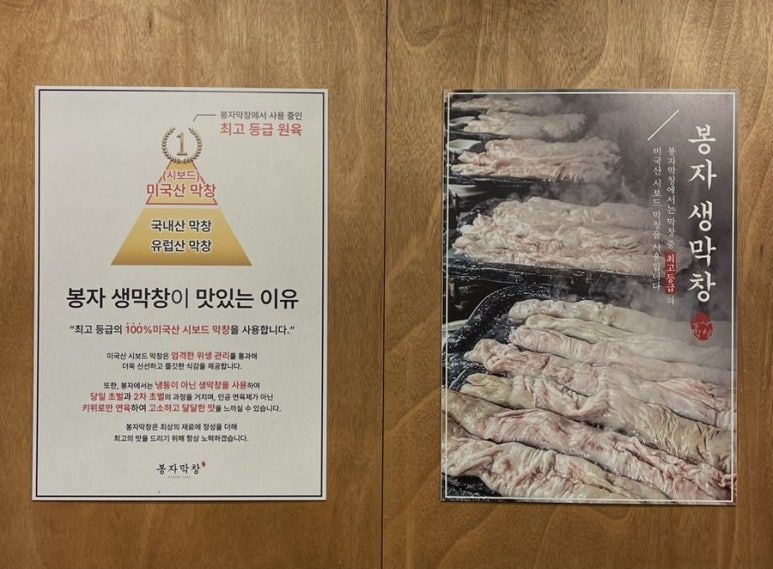 봉자막창에서 사용 중인
최고 등급 원육
1
(시보드)
미국산 막창
국내산 막창
유럽산 막창
봉자 생막창이 맛있는 이유
“최고 등급의 100%미국산 시보드 막창을 사용합니다.”
미국산 시보드 막창은 엄격한 위생 관리를 통과해
더욱 신선하고 쫄깃한 식감을 제공합니다.
또한, 봉자에서는 냉동이 아닌 생막창을 사용하여
당일 초벌과 2차 초벌의 과정을 거치며, 인공 연육제가 아닌
키위로만 연육하여 고소하고 달달한 맛을 느끼실 수 있습니다.
봉자막창은 최상의 재료에 정성을 더해
최고의 맛을 드리기 위해 항상 노력하겠습니다.
봉자막창
봉자 생막창
봉자막창에서는 막창 중 최고등급의
미국산 시보드 막창을 사용합니다